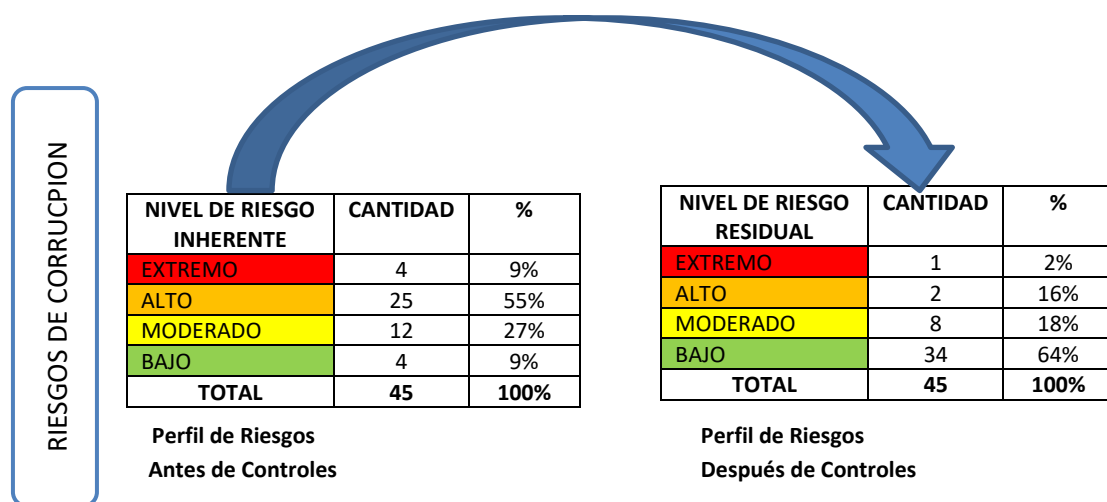 RIESGOS DE CORRUCPION
NIVEL DE RIESGO INHERENTE CANTIDAD %
EXTREMO 4 9%
ALTO 25 55%
MODERADO 12 27%
BAJO 4 9%
TOTAL 45 100%
Perfil de Riesgos
Antes de Controles
NIVEL DE RIESGO RESIDUAL CANTIDAD %
EXTREMO 1 2%
ALTO 2 16%
MODERADO 8 18%
BAJO 34 64%
TOTAL 45 100%
Perfil de Riesgos
Después de Controles